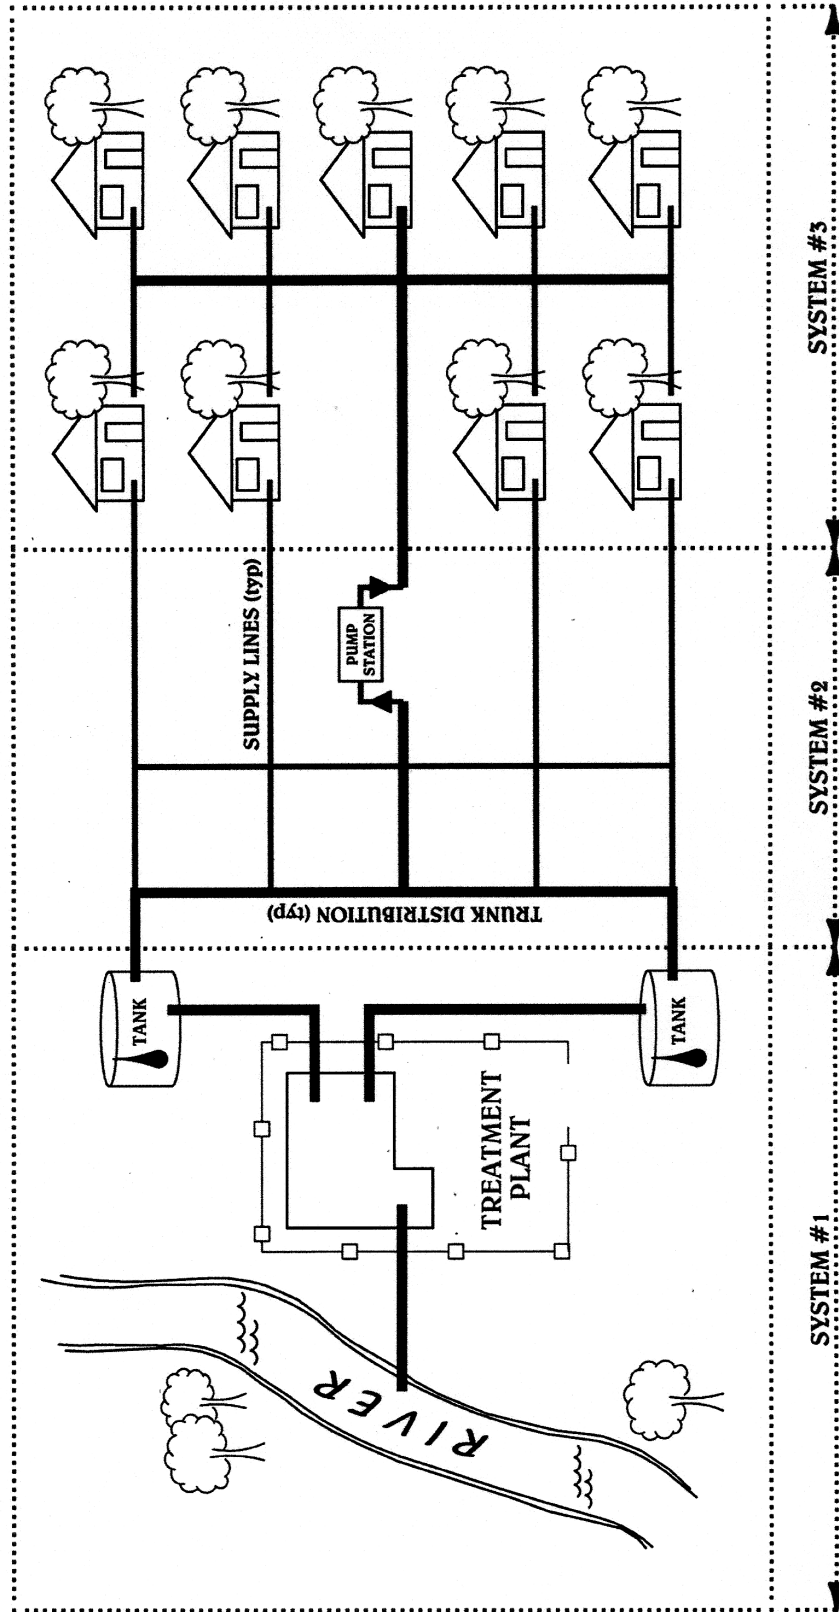 RIVER
TREATMENT
PLANT
TANK
TANK
TRUNK DISTRIBUTION (typ)
SUPPLY LINES (typ)
PUMP
STATION
SYSTEM #1
SYSTEM #2
SYSTEM #3